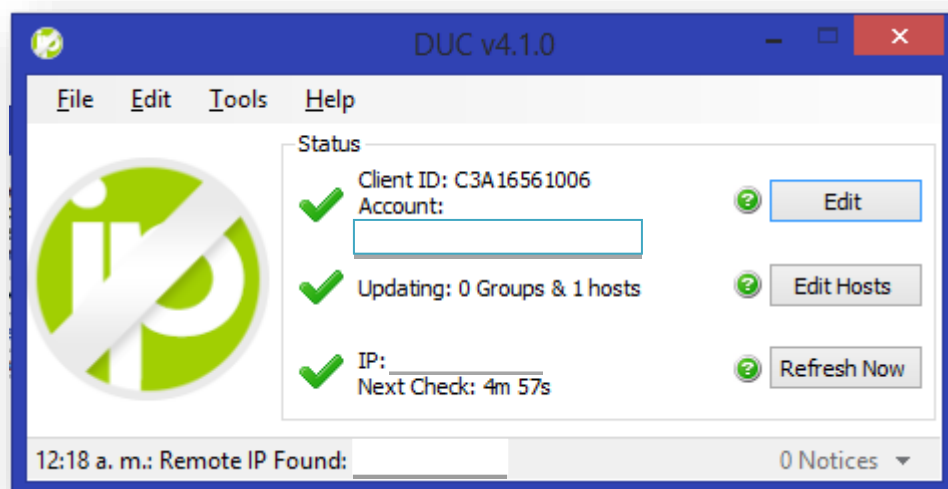 DUC v4.1.0
File Edit Tools Help
Status
Client ID: C3A16561006
Account:
Edit
Updating: 0 Groups & 1 hosts
Edit Hosts
IP:
Next Check: 4m 57s
Refresh Now
12:18 a. m.: Remote IP Found:
0 Notices
ip